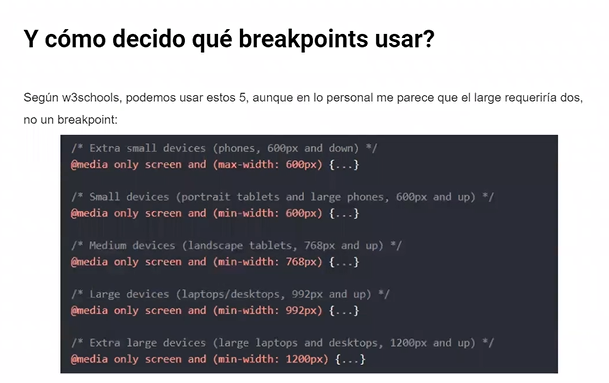 Y cómo decido qué breakpoints usar?
Según w3schools, podemos usar estos 5, aunque en lo personal me parece que el large requeriría dos,
no un breakpoint:
/* Extra small devices (phones, 600px and down) */
@media only screen and (max-width: 600px) {...}
/* Small devices (portrait tablets and large phones, 600px and up) */
@media only screen and (min-width: 600px) {...}
/* Medium devices (landscape tablets, 768px and up) */
@media only screen and (min-width: 768px) {...}
/* Large devices (laptops/desktops, 992px and up) */
@media only screen and (min-width: 992px) {...}
/* Extra large devices (large laptops and desktops, 1200px and up) */
@media only screen and (min-width: 1200px) {...}